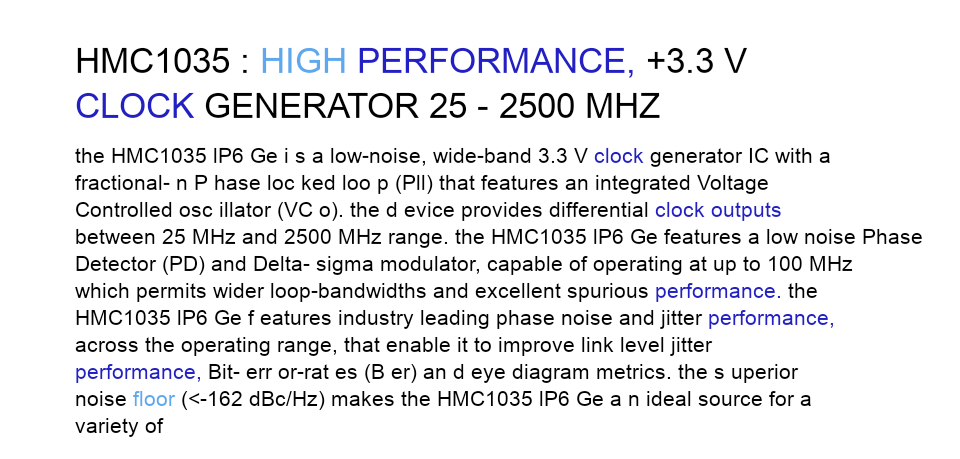 HMC1035 : HIGH PERFORMANCE, +3.3 V
CLOCK GENERATOR 25 - 2500 MHZ
the HMC1035 lP6 Ge i s a low-noise, wide-band 3.3 V clock generator IC with a
fractional- n P hase loc ked loo p (Pll) that features an integrated Voltage
Controlled osc illator (VC o). the d evice provides differential clock outputs
between 25 MHz and 2500 MHz range. the HMC1035 lP6 Ge features a low noise Phase
Detector (PD) and Delta- sigma modulator, capable of operating at up to 100 MHz
which permits wider loop-bandwidths and excellent spurious performance. the
HMC1035 lP6 Ge f eatures industry leading phase noise and jitter performance,
across the operating range, that enable it to improve link level jitter
performance, Bit- err or-rat es (B er) an d eye diagram metrics. the s uperior
noise floor (<-162 dBc/Hz) makes the HMC1035 lP6 Ge a n ideal source for a
variety of